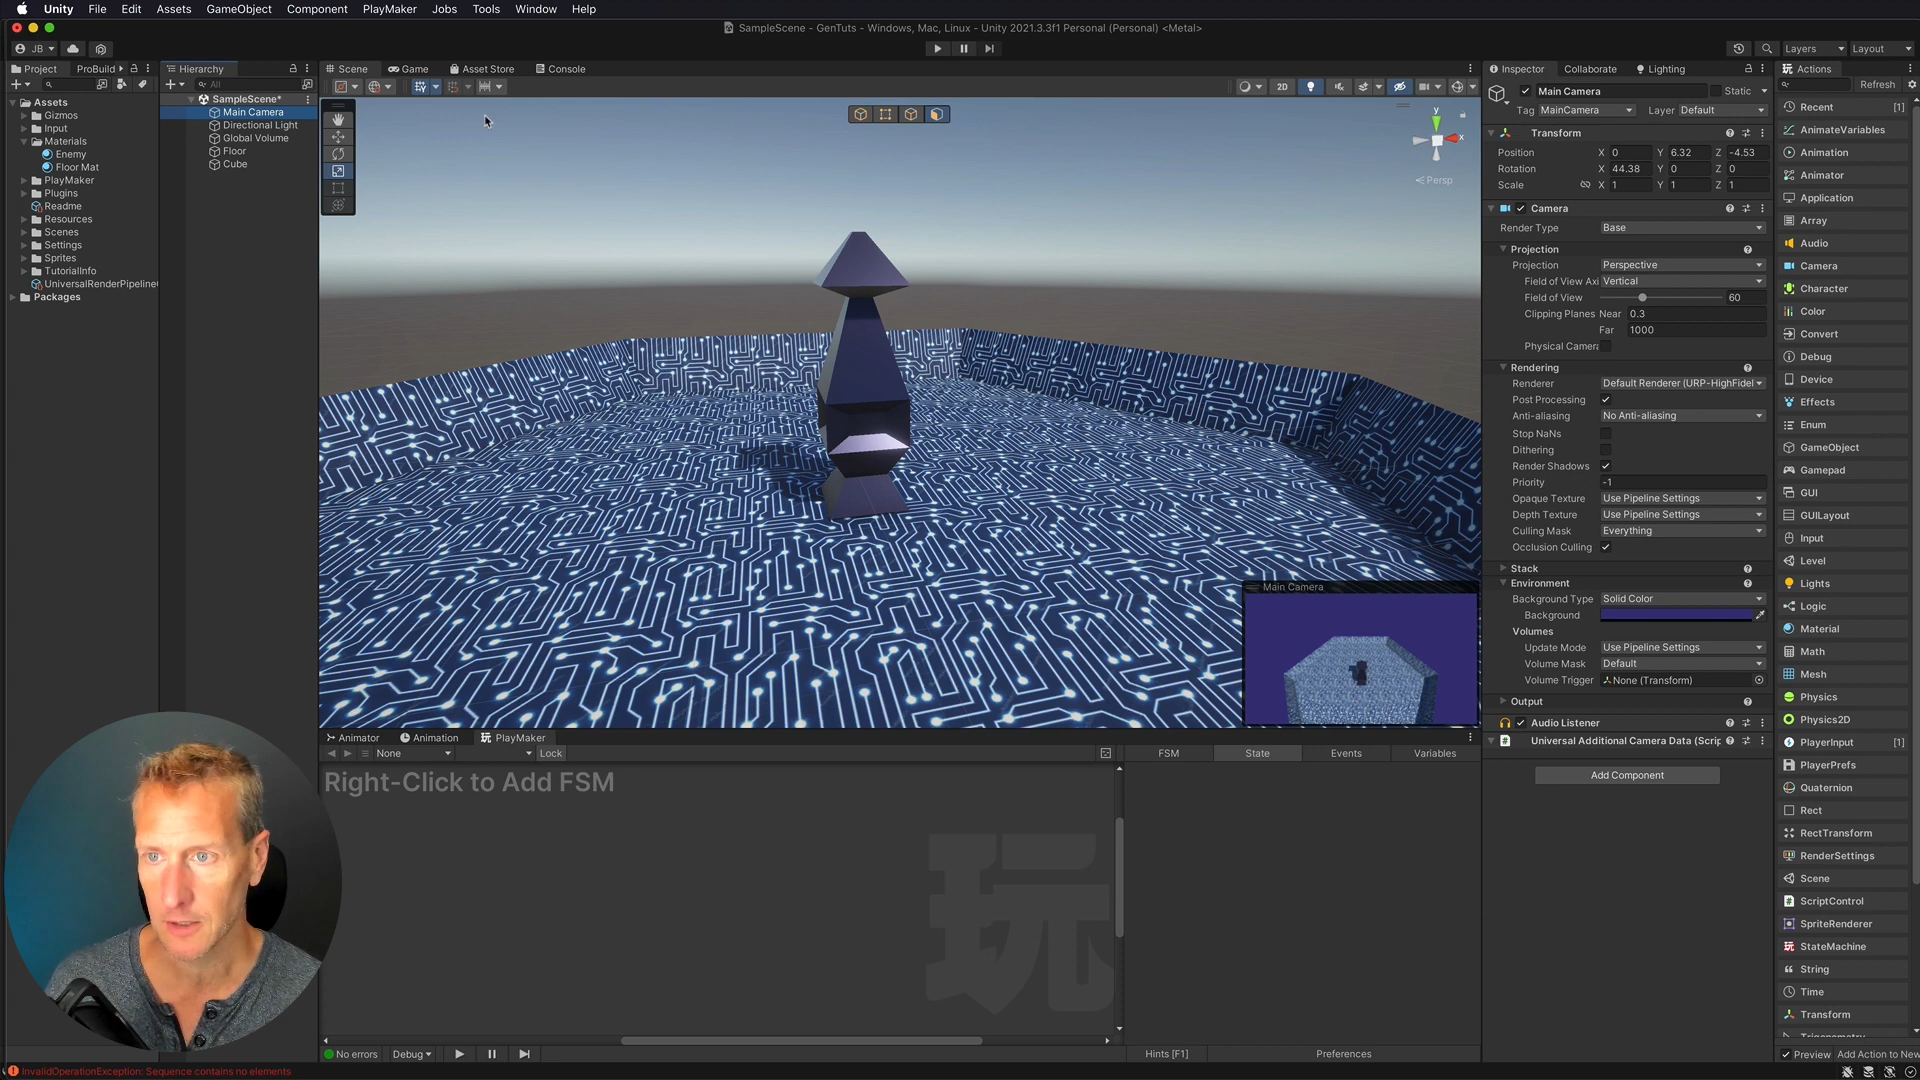 Unity File Edit Assets GameObject Component PlayMaker Jobs Tools Window Help
SampleScene - GenTuts - Windows, Mac, Linux - Unity 2021.3.3f1 Personal (Personal) <Metal>
JB
Layers
Layout
Project
ProBuild
All
Assets
Gizmos
Input
Materials
Enemy
Floor Mat
PlayMaker
Plugins
Readme
Resources
Scenes
Settings
Sprites
TutorialInfo
UniversalRenderPipeline
Packages
Hierarchy
SampleScene*
Main Camera
Directional Light
Global Volume
Floor
Cube
Scene Game Asset Store Console
2D
y
x
Persp
Main Camera
Animator Animation PlayMaker
None
Lock
Right-Click to Add FSM
玩
FSM State Events Variables
No errors
Debug
Hints [F1]
Preferences
InvalidOperationException: Sequence contains no elements
Inspector Collaborate Lighting
Main Camera
Static
Tag MainCamera Layer Default
Transform
Position X 0 Y 6.32 Z -4.53
Rotation X 44.38 Y 0 Z 0
Scale X 1 Y 1 Z 1
Camera
Render Type Base
Projection
Projection Perspective
Field of View Axi Vertical
Field of View 60
Clipping Planes Near 0.3
Far 1000
Physical Camera
Rendering
Renderer Default Renderer (URP-HighFidel
Post Processing
Anti-aliasing No Anti-aliasing
Stop NaNs
Dithering
Render Shadows
Priority -1
Opaque Texture Use Pipeline Settings
Depth Texture Use Pipeline Settings
Culling Mask Everything
Occlusion Culling
Stack
Environment
Background Type Solid Color
Background
Volumes
Update Mode Use Pipeline Settings
Volume Mask Default
Volume Trigger None (Transform)
Output
Audio Listener
Universal Additional Camera Data (Scrip
Add Component
Actions
Refresh
Recent [1]
AnimateVariables
Animation
Animator
Application
Array
Audio
Camera
Character
Color
Convert
Debug
Device
Effects
Enum
GameObject
Gamepad
GUI
GUILayout
Input
Level
Lights
Logic
Material
Math
Mesh
Physics
Physics2D
PlayerInput [1]
PlayerPrefs
Quaternion
Rect
RectTransform
RenderSettings
Scene
ScriptControl
SpriteRenderer
StateMachine
String
Time
Transform
Trigonometry
Preview Add Action to New